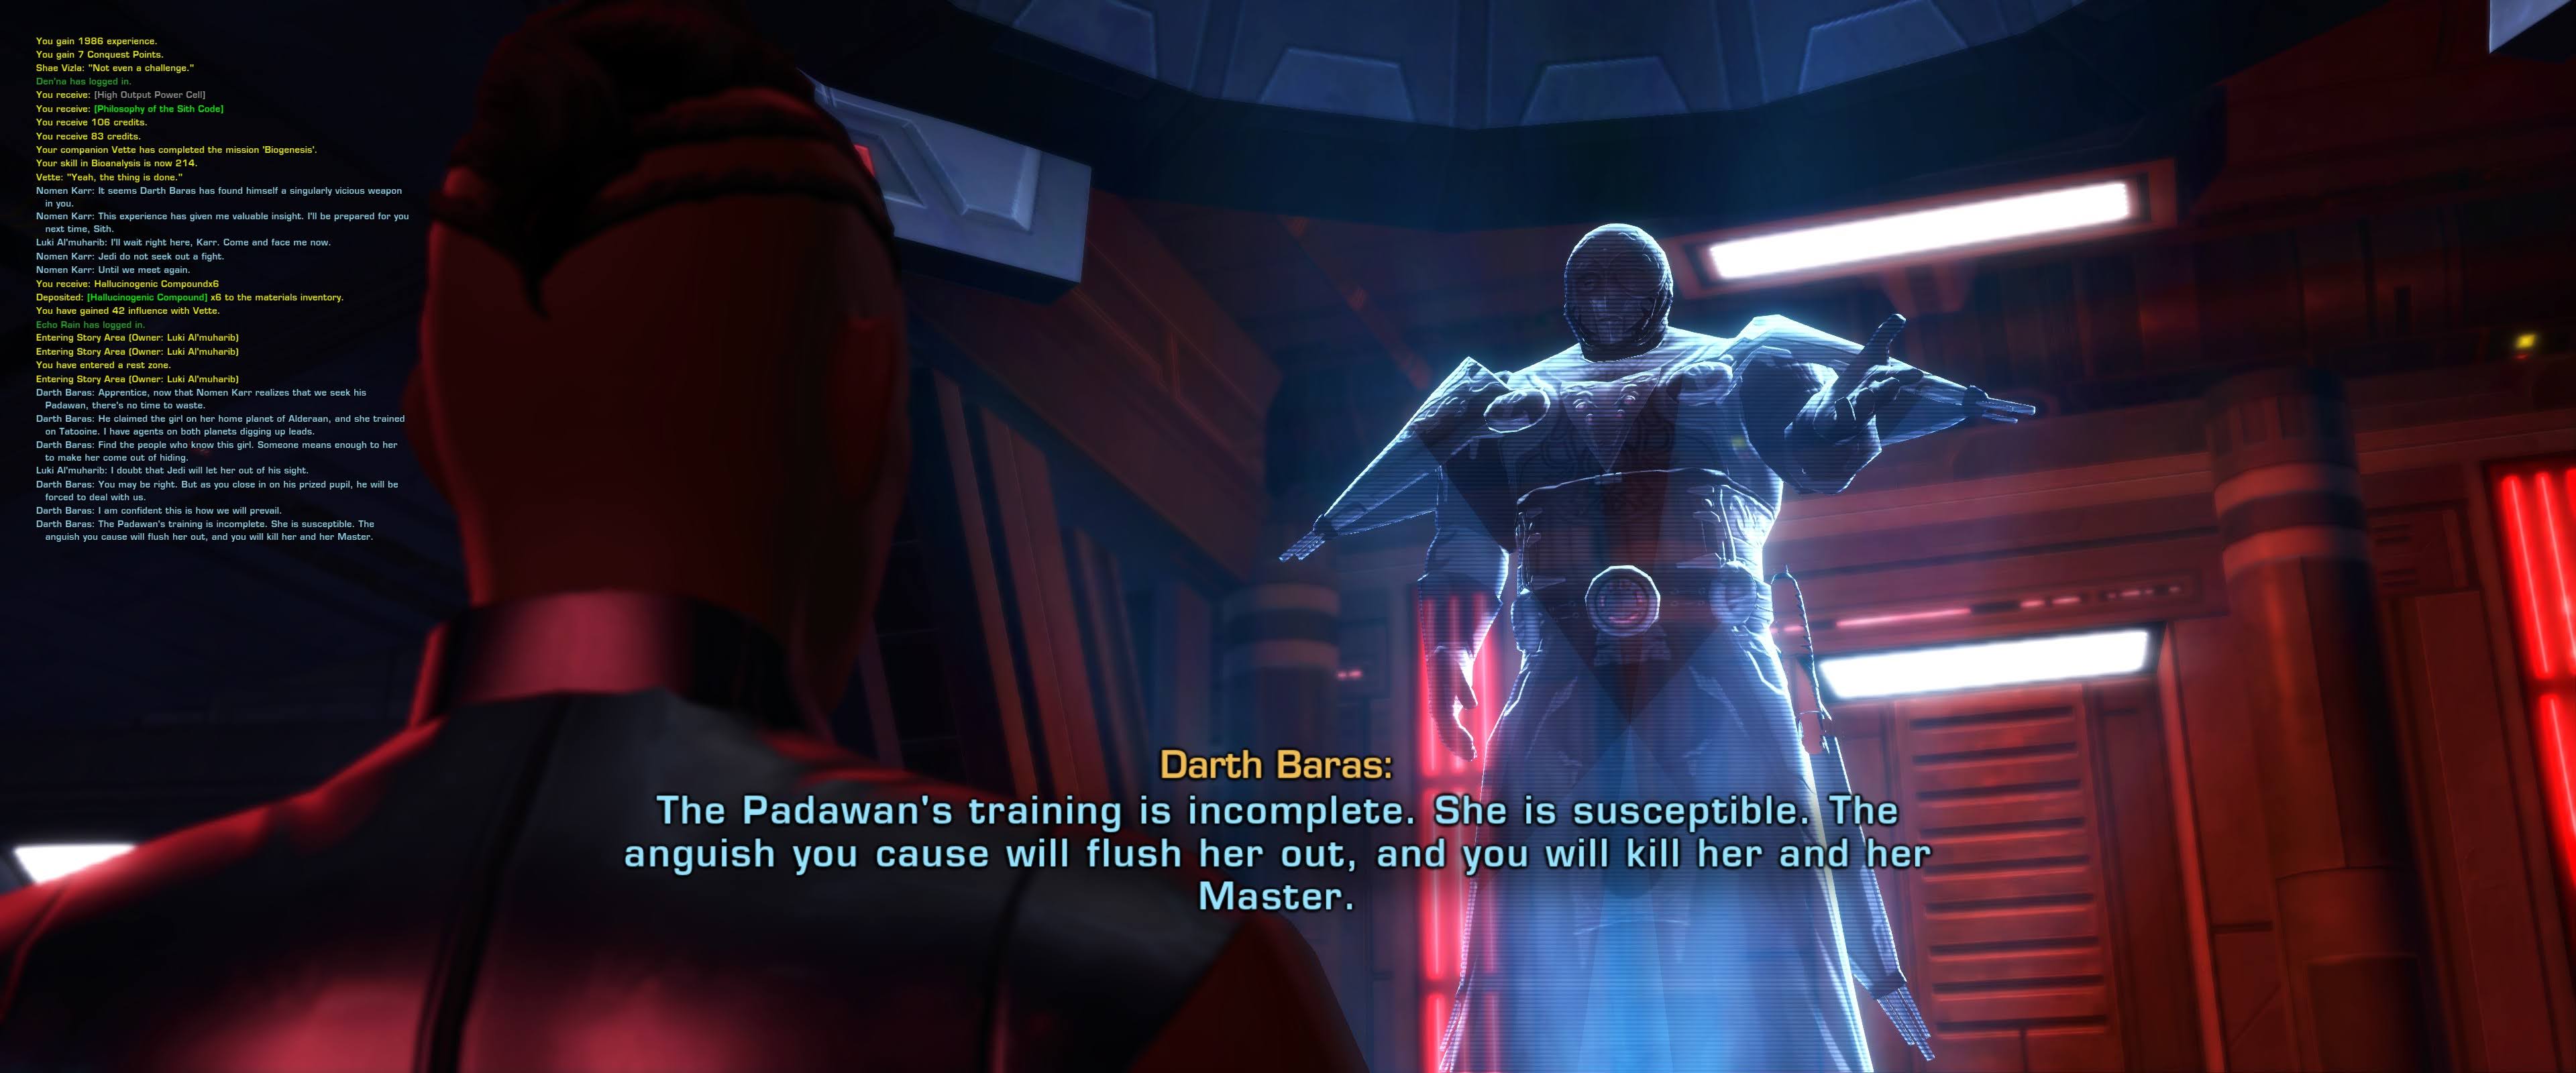 You gain 1986 experience.
You gain 7 Conquest Points.
Shae Vizla: "Not even a challenge."
Den'na has logged in.
You receive: [High Output Power Cell]
You receive: [Philosophy of the Sith Code]
You receive 106 credits.
You receive 83 credits.
Your companion Vette has completed the mission 'Biogenesis'.
Your skill in Bioanalysis is now 214.
Vette: "Yeah, the thing is done."
Nomen Karr: It seems Darth Baras has found himself a singularly vicious weapon
in you.
Nomen Karr: This experience has given me valuable insight. I'll be prepared for you
next time, Sith.
Luki Al'muharib: I'll wait right here, Karr. Come and face me now.
Nomen Karr: Jedi do not seek out a fight.
Nomen Karr: Until we meet again.
You receive: Hallucinogenic Compoundx6
Deposited: [Hallucinogenic Compound] x6 to the materials inventory.
You have gained 42 influence with Vette.
Echo Rain has logged in.
Entering Story Area (Owner: Luki Al'muharib)
Entering Story Area (Owner: Luki Al'muharib)
You have entered a rest zone.
Entering Story Area (Owner: Luki Al'muharib)
Darth Baras: Apprentice, now that Nomen Karr realizes that we seek his
Padawan, there's no time to waste.
Darth Baras: He claimed the girl on her home planet of Alderaan, and she trained
on Tatooine. I have agents on both planets digging up leads.
Darth Baras: Find the people who know this girl. Someone means enough to her
to make her come out of hiding.
Luki Al'muharib: I doubt that Jedi will let her out of his sight.
Darth Baras: You may be right. But as you close in on his prized pupil, he will be
forced to deal with us.
Darth Baras: I am confident this is how we will prevail.
Darth Baras: The Padawan's training is incomplete. She is susceptible. The
anguish you cause will flush her out, and you will kill her and her Master.
Darth Baras:
The Padawan's training is incomplete. She is susceptible. The
anguish you cause will flush her out, and you will kill her and her
Master.